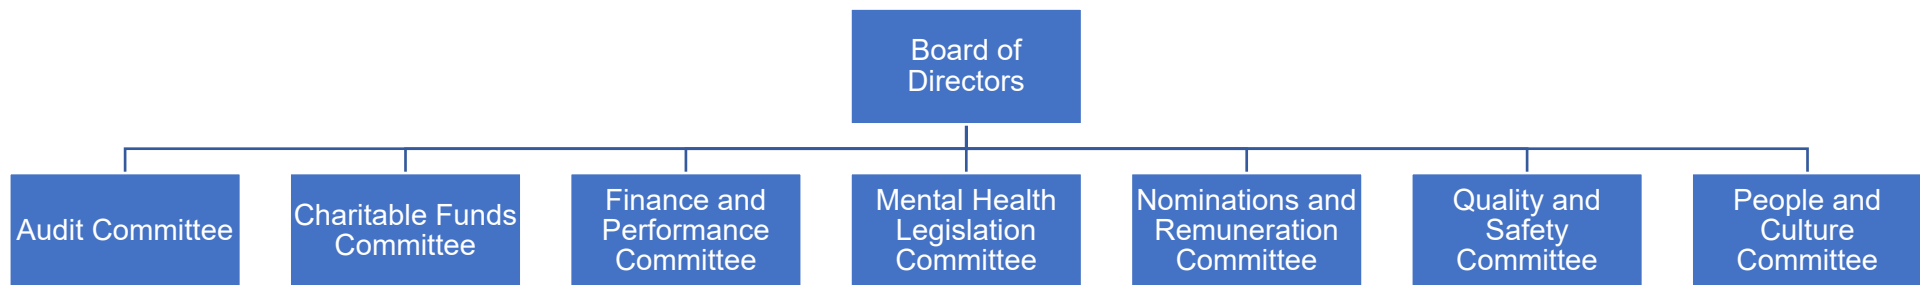 Board of
Directors
Audit Committee
Charitable Funds
Committee
Finance and
Performance
Committee
Mental Health
Legislation
Committee
Nominations and
Remuneration
Committee
Quality and
Safety
Committee
People and
Culture
Committee